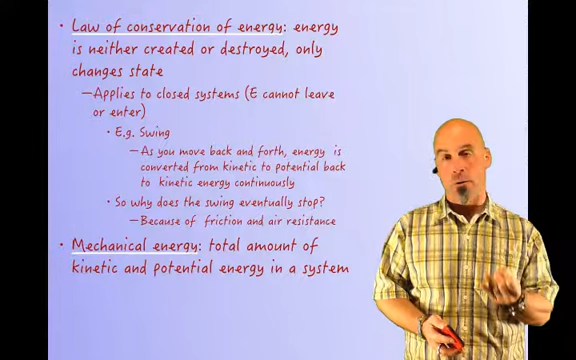 • Law of conservation of energy: energy
is neither created or destroyed, only
changes state
–Applies to closed systems (E cannot leave
or enter)
• E.g. Swing
–As you move back and forth, energy is
converted from kinetic to potential back
to kinetic energy continuously
• So why does the swing eventually stop?
–Because of friction and air resistance
• Mechanical energy: total amount of
kinetic and potential energy in a system